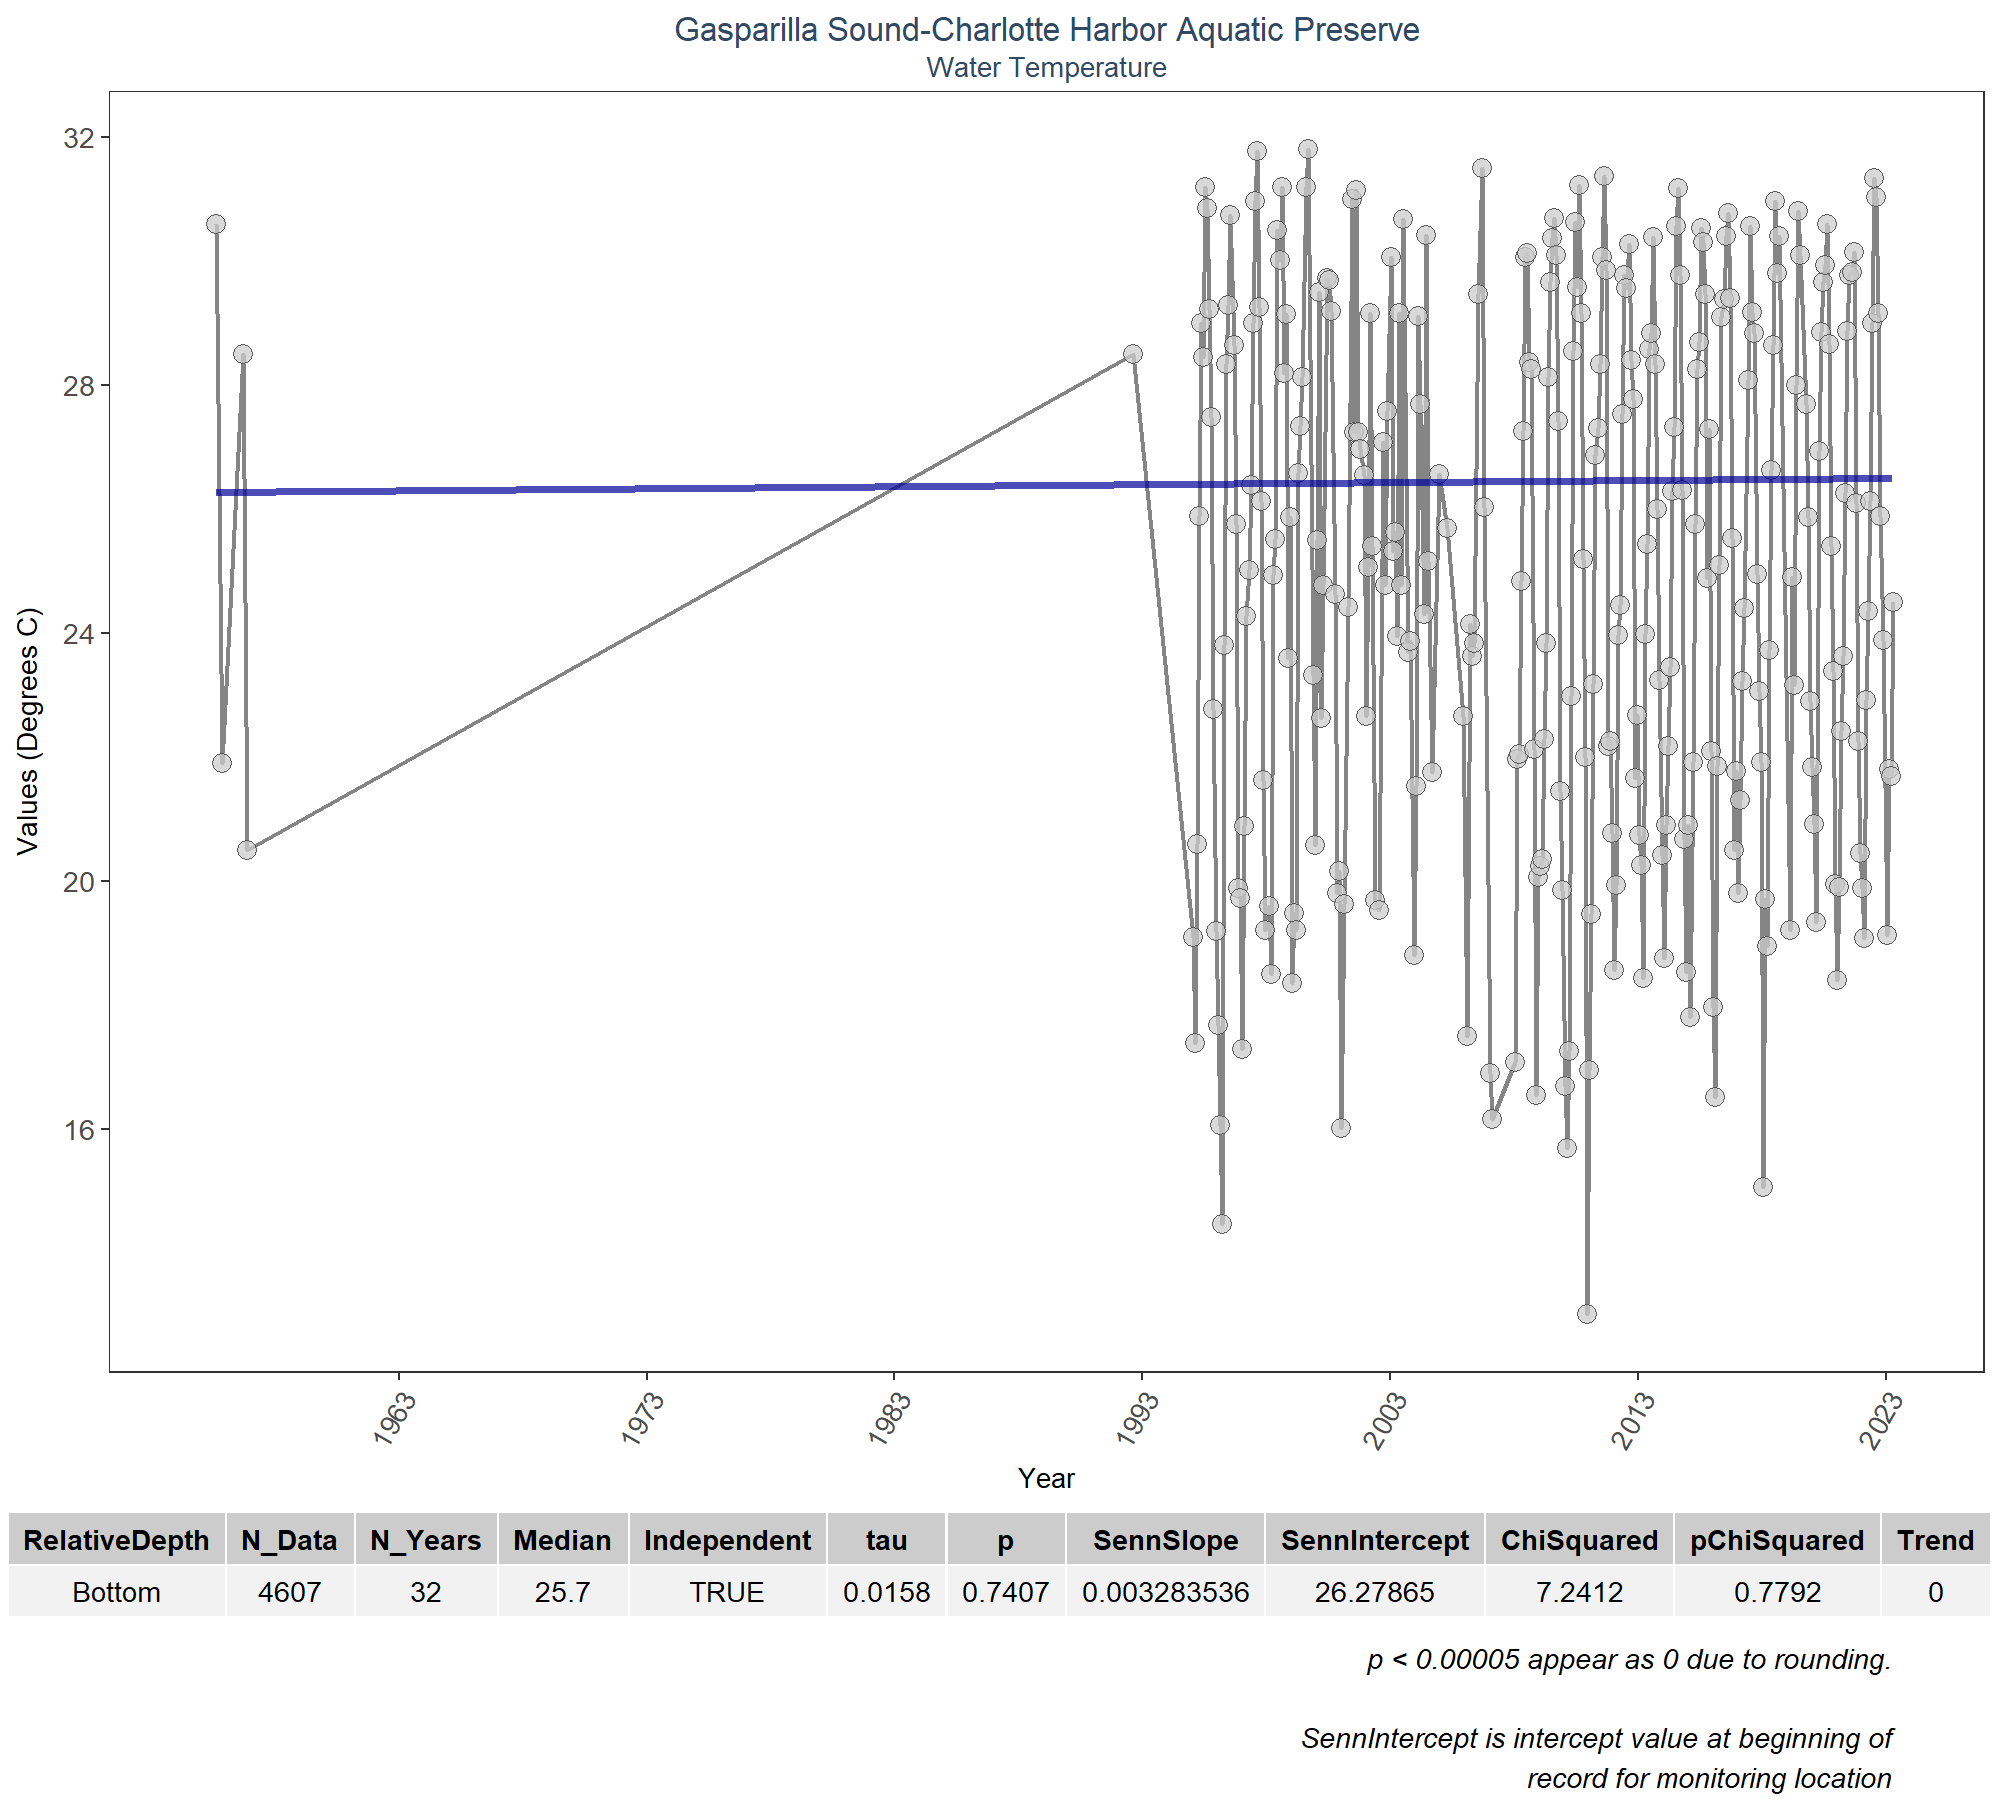 Gasparilla Sound-Charlotte Harbor Aquatic Preserve
Water Temperature
32
28
24
20
16
Values (Degrees C)
1963
1973
1983
1993
2003
2013
2023
Year
RelativeDepth N_Data N_Years Median Independent tau p SennSlope SennIntercept ChiSquared pChiSquared Trend
Bottom 4607 32 25.7 TRUE 0.0158 0.7407 0.003283536 26.27865 7.2412 0.7792 0
p < 0.00005 appear as 0 due to rounding.
SennIntercept is intercept value at beginning of
record for monitoring location